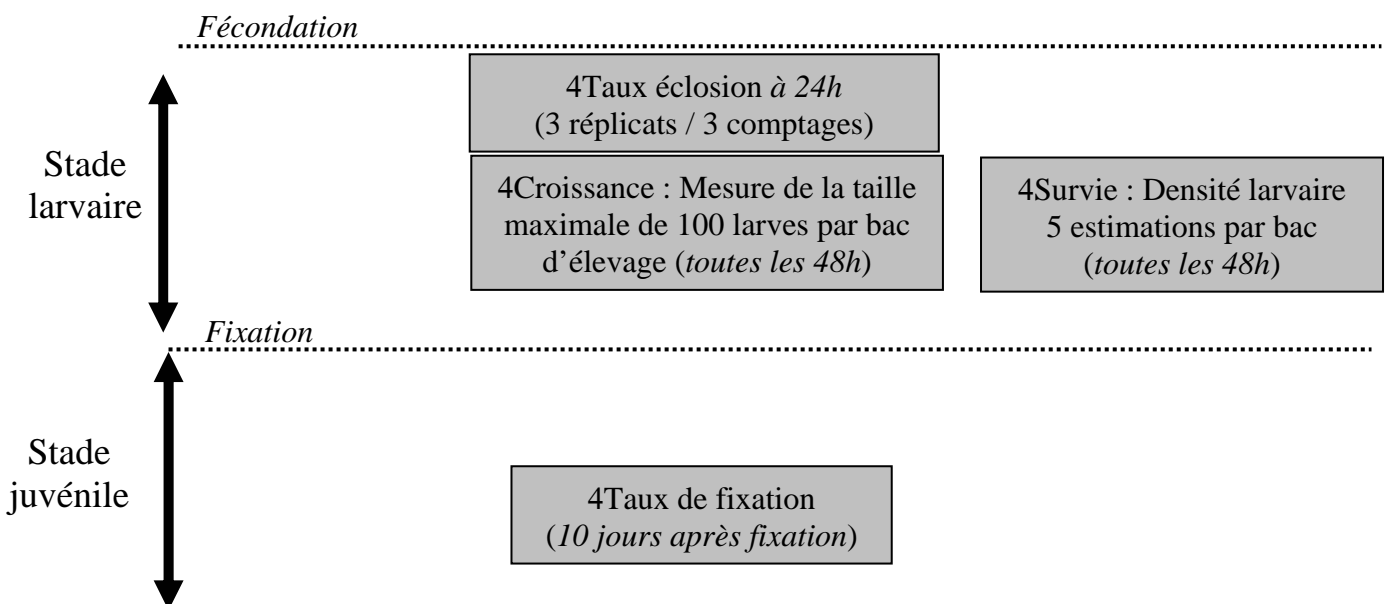 Fécondation
4Taux éclosion à 24h
(3 réplicats / 3 comptages)
Stade
larvaire
4Croissance : Mesure de la taille
maximale de 100 larves par bac
d’élevage (toutes les 48h)
4Survie : Densité larvaire
5 estimations par bac
(toutes les 48h)
Fixation
Stade
juvénile
4Taux de fixation
(10 jours après fixation)